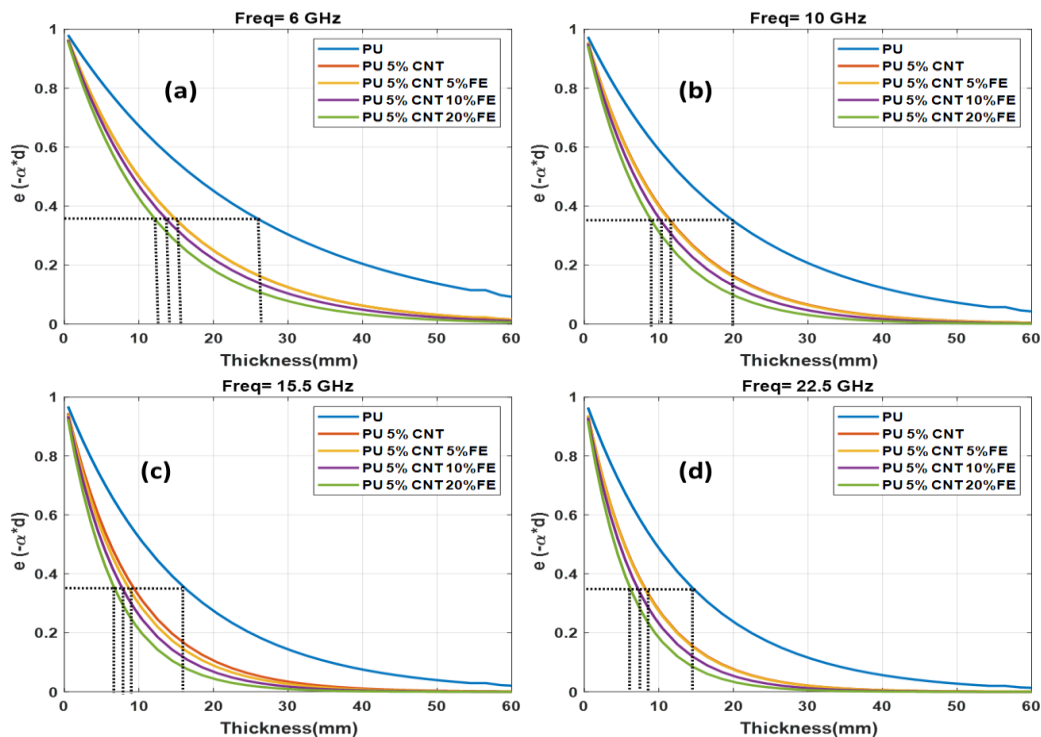 Freq= 6 GHz
1
0.8
0.6
0.4
0.2
0
e (-α*d)
(a)
PU
PU 5% CNT
PU 5% CNT 5%FE
PU 5% CNT 10%FE
PU 5% CNT 20%FE
0 10 20 30 40 50 60
Thickness(mm)
Freq= 10 GHz
1
0.8
0.6
0.4
0.2
0
e (-α*d)
(b)
PU
PU 5% CNT
PU 5% CNT 5%FE
PU 5% CNT 10%FE
PU 5% CNT 20%FE
0 10 20 30 40 50 60
Thickness(mm)
Freq= 15.5 GHz
1
0.8
0.6
0.4
0.2
0
e (-α*d)
(c)
PU
PU 5% CNT
PU 5% CNT 5%FE
PU 5% CNT 10%FE
PU 5% CNT 20%FE
0 10 20 30 40 50 60
Thickness(mm)
Freq= 22.5 GHz
1
0.8
0.6
0.4
0.2
0
e (-α*d)
(d)
PU
PU 5% CNT
PU 5% CNT 5%FE
PU 5% CNT 10%FE
PU 5% CNT 20%FE
0 10 20 30 40 50 60
Thickness(mm)